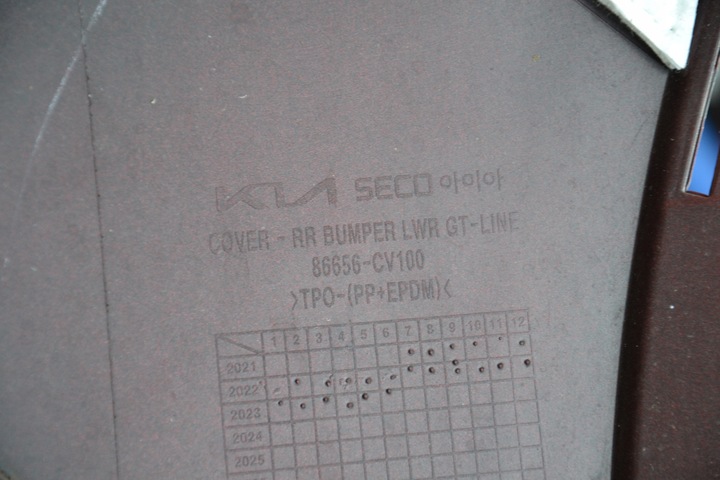 KIA SECO 아이아
COVER - RR BUMPER LWR GT-LINE
86656-CV100
>TPO-(PP+EPDM)<
1 2 3 4 5 6 7 8 9 10 11 12
2021
2022
2023
2024
2025